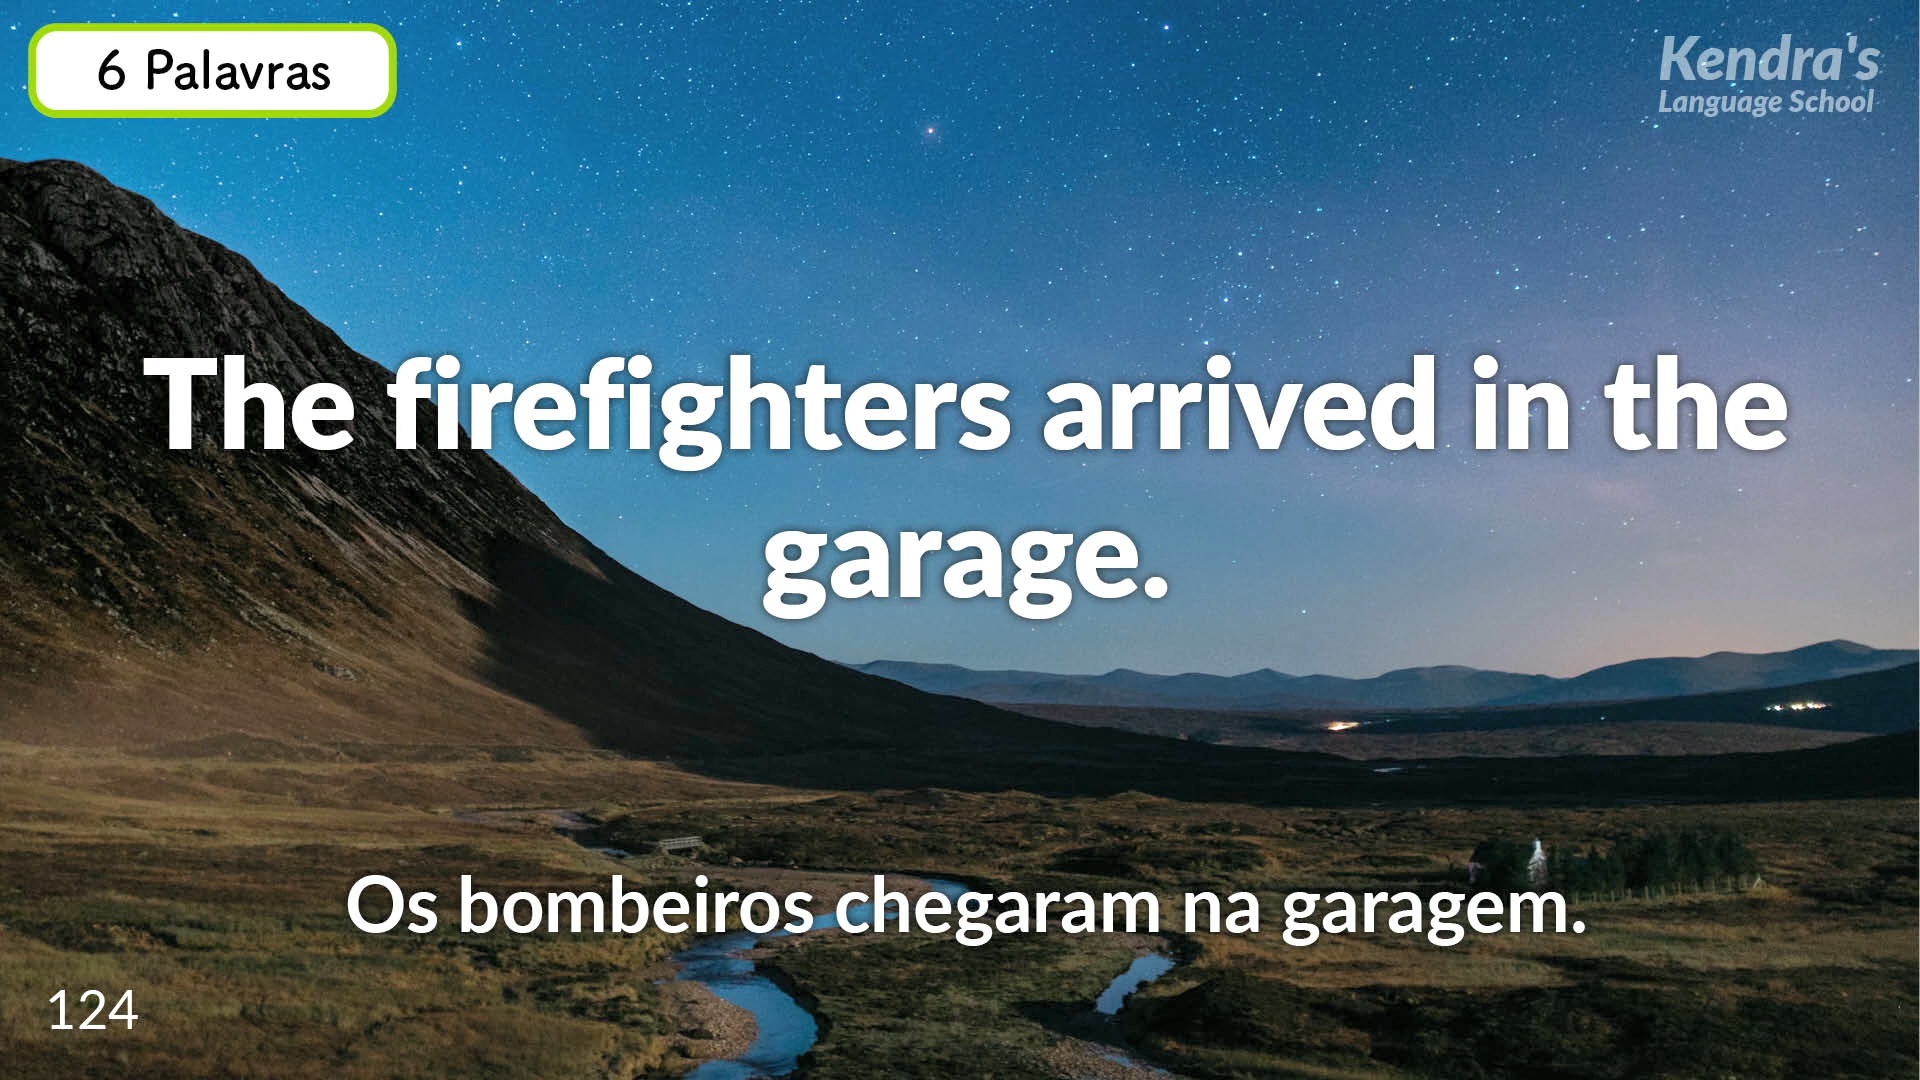 6 Palavras
Kendra's
Language School
The firefighters arrived in the
garage.
Os bombeiros chegaram na garagem.
124